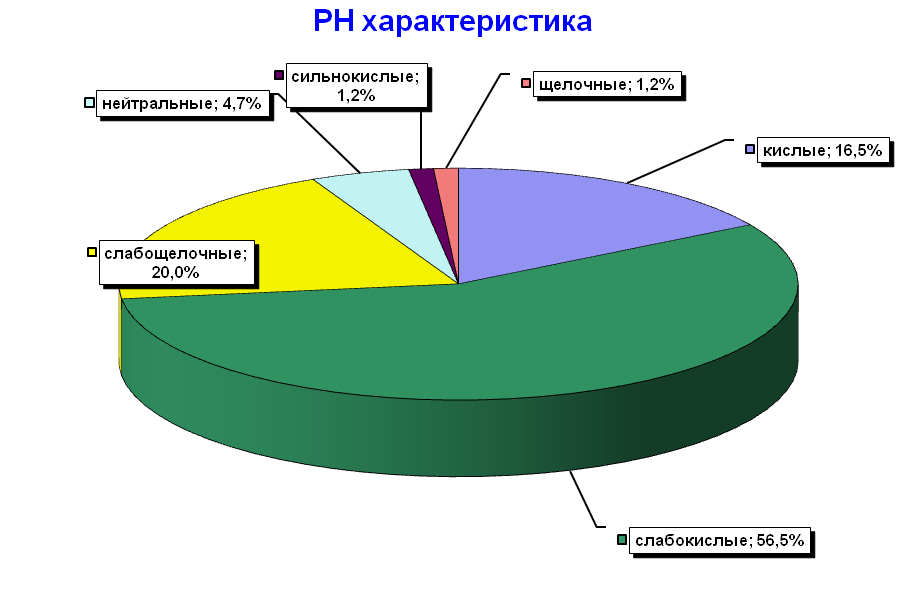 PH характеристика
сильнокислые;
1,2%
щелочные; 1,2%
нейтральные; 4,7%
кислые; 16,5%
слабощелочные;
20,0%
слабокислые; 56,5%